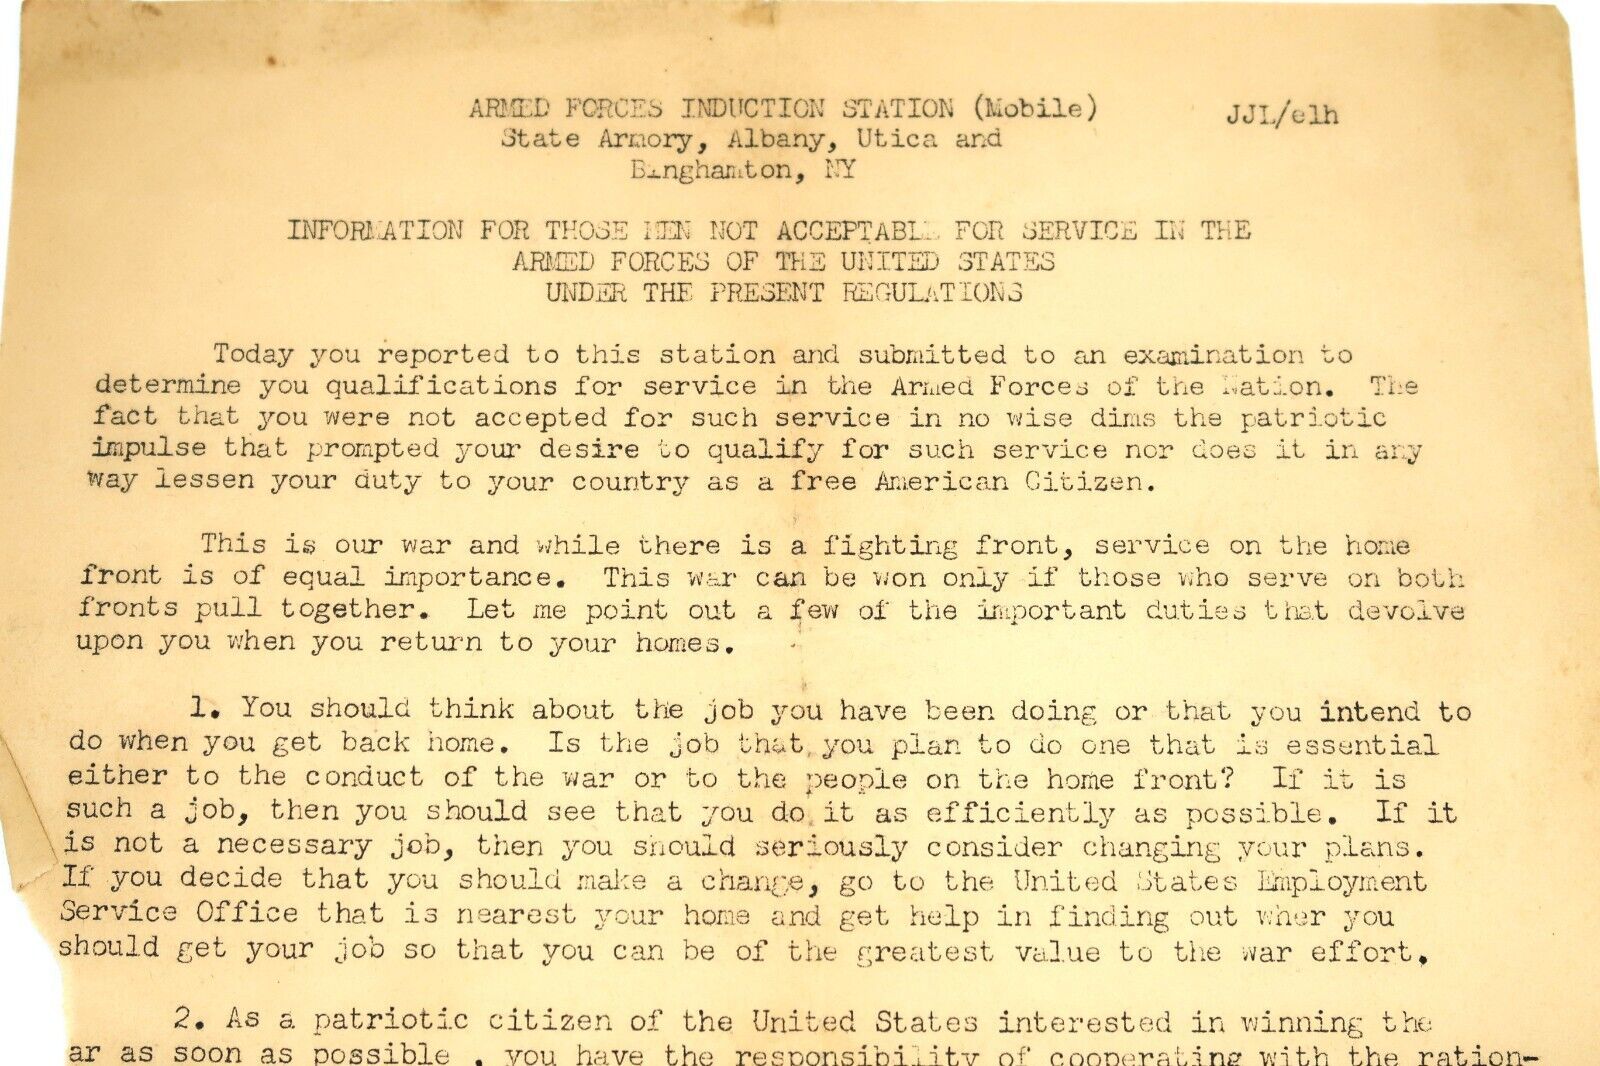 ARMED FORCES INDUCTION STATION (Mobile) JJL/elh
State Armory, Albany, Utica and
Binghamton, NY
INFORMATION FOR THOSE MEN NOT ACCEPTABLE FOR SERVICE IN THE
ARMED FORCES OF THE UNITED STATES
UNDER THE PRESENT REGULATIONS
Today you reported to this station and submitted to an examination to
determine you qualifications for service in the Armed Forces of the Nation. The
fact that you were not accepted for such service in no wise dims the patriotic
impulse that prompted your desire to qualify for such service nor does it in any
way lessen your duty to your country as a free American Citizen.
This is our war and while there is a fighting front, service on the home
front is of equal importance. This war can be won only if those who serve on both
fronts pull together. Let me point out a few of the important duties that devolve
upon you when you return to your homes.
1. You should think about the job you have been doing or that you intend to
do when you get back home. Is the job that you plan to do one that is essential
either to the conduct of the war or to the people on the home front? If it is
such a job, then you should see that you do it as efficiently as possible. If it
is not a necessary job, then you should seriously consider changing your plans.
If you decide that you should make a change, go to the United States Employment
Service Office that is nearest your home and get help in finding out wher you
should get your job so that you can be of the greatest value to the war effort.
2. As a patriotic citizen of the United States interested in winning the
ar as soon as possible , you have the responsibility of cooperating with the ration-